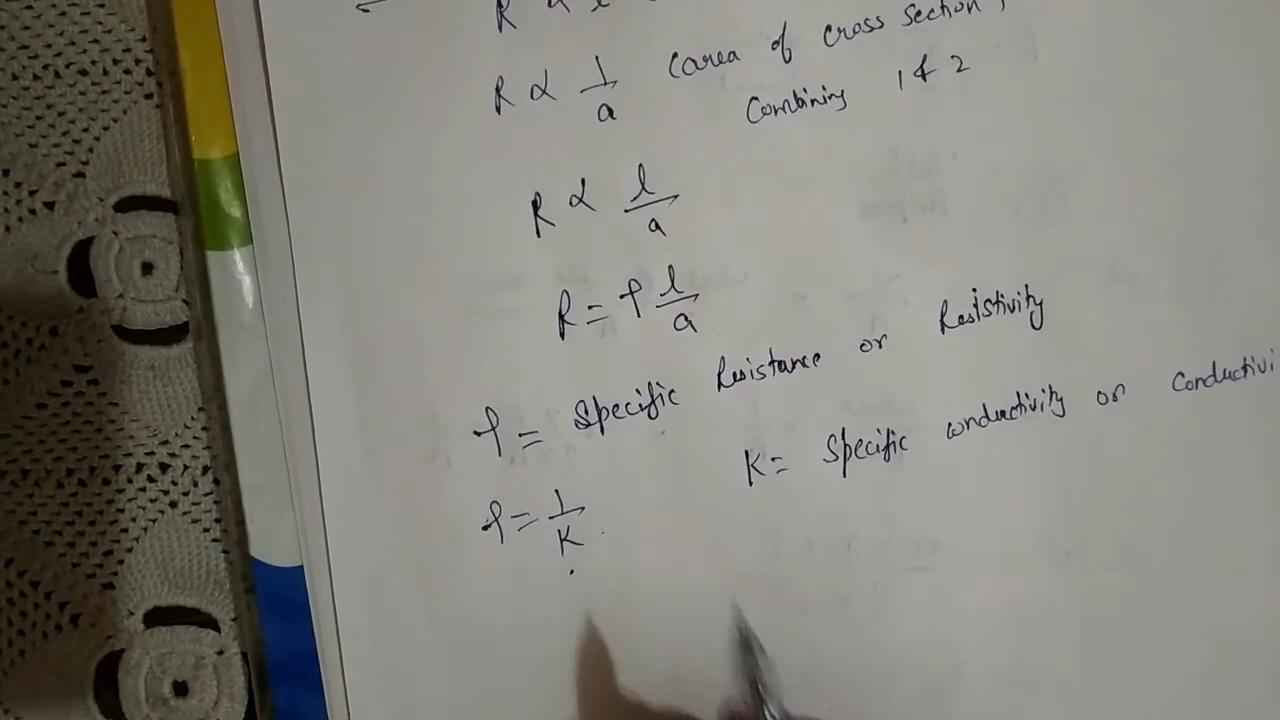 R ∝ l
R ∝ 1/a (area of cross section)
Combining 1 & 2
R ∝ l/a
R = ρ l/a
ρ = Specific Resistance or Resistivity
K = Specific conductivity or Conductivi
ρ = 1/K